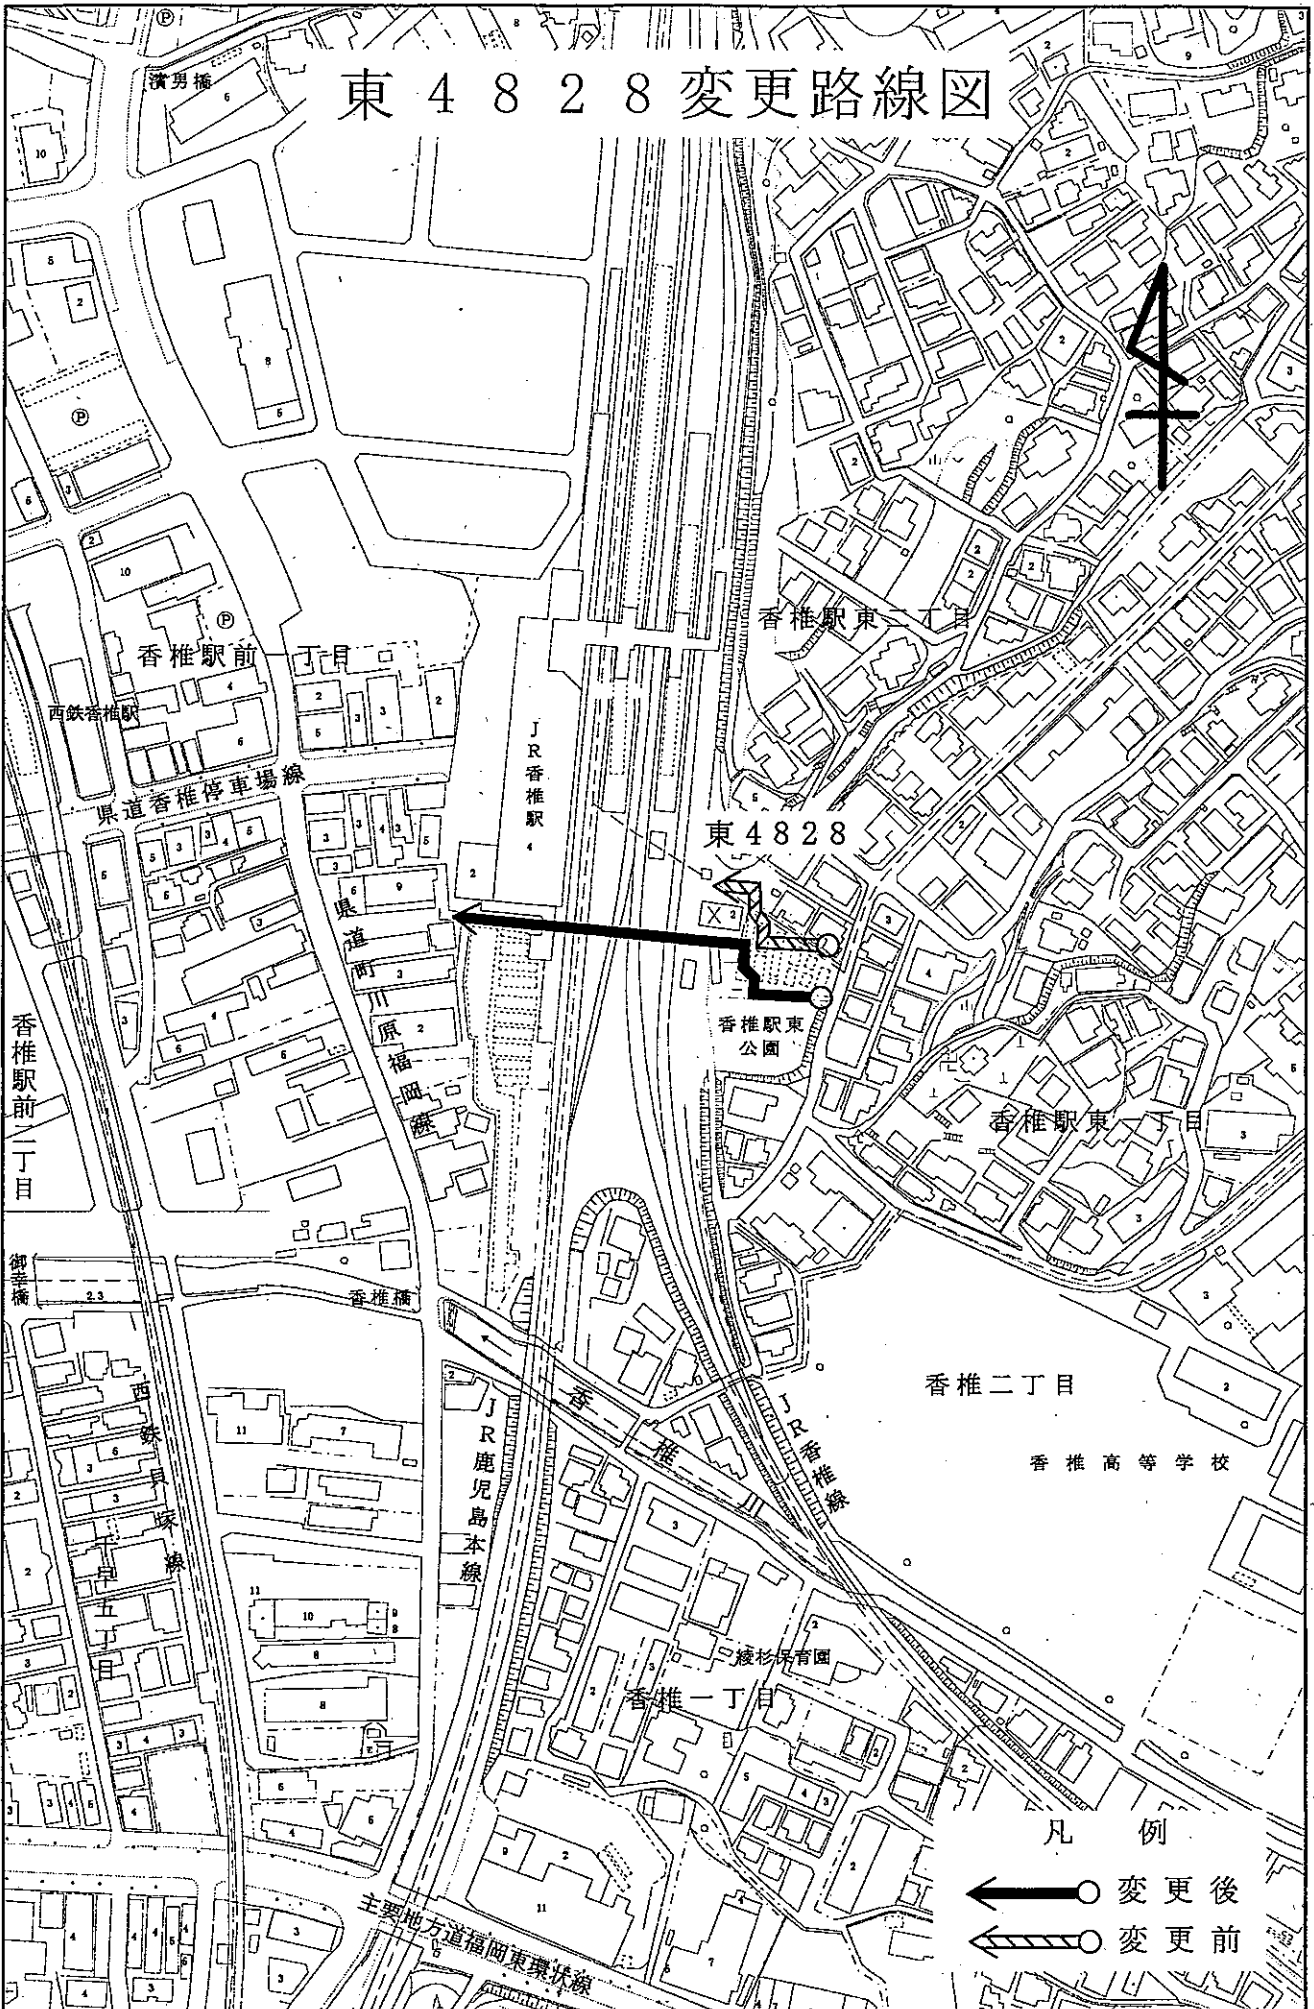 東4828変更路線図
濱男橋
香椎駅東二丁目
香椎駅前一丁目
西鉄香椎駅
JR香椎駅
県道香椎停車場線
東4828
県道町川原福岡線
香椎駅東
公園
香椎駅前二丁目
香椎駅東一丁目
御幸橋
香椎橋
香椎二丁目
香椎川
JR香椎線
JR鹿児島本線
香椎高等学校
西鉄貝塚線
千早五丁目
綾杉保育園
香椎一丁目
主要地方道福岡東環状線
凡例
変更後
変更前